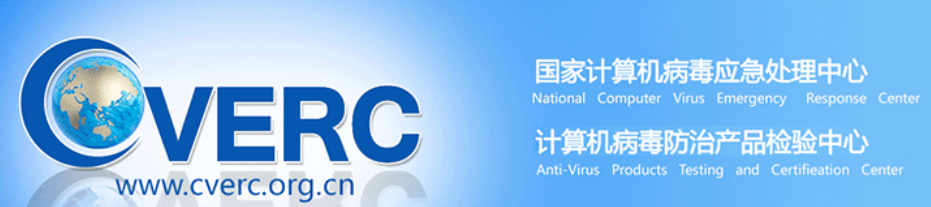 CVERC
www.cverc.org.cn
国家计算机病毒应急处理中心
National Computer Virus Emergency Response Center
计算机病毒防治产品检验中心
Anti-Virus Products Testing and Certifieation Center